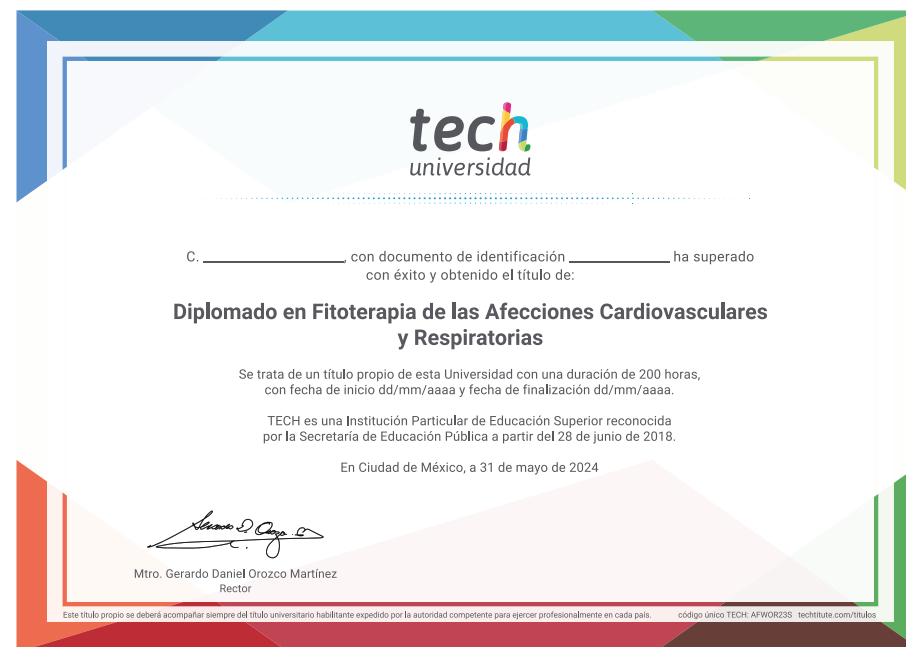 tech
universidad
C. ____________________, con documento de identificación ______________ ha superado
con éxito y obtenido el título de:
Diplomado en Fitoterapia de las Afecciones Cardiovasculares
y Respiratorias
Se trata de un título propio de esta Universidad con una duración de 200 horas,
con fecha de inicio dd/mm/aaaa y fecha de finalización dd/mm/aaaa.
TECH es una Institución Particular de Educación Superior reconocida
por la Secretaría de Educación Pública a partir del 28 de junio de 2018.
En Ciudad de México, a 31 de mayo de 2024
Mtro. Gerardo Daniel Orozco Martínez
Rector
Este título propio se deberá acompañar siempre del título universitario habilitante expedido por la autoridad competente para ejercer profesionalmente en cada país. código único TECH: AFWOR23S techtitute.com/titulos